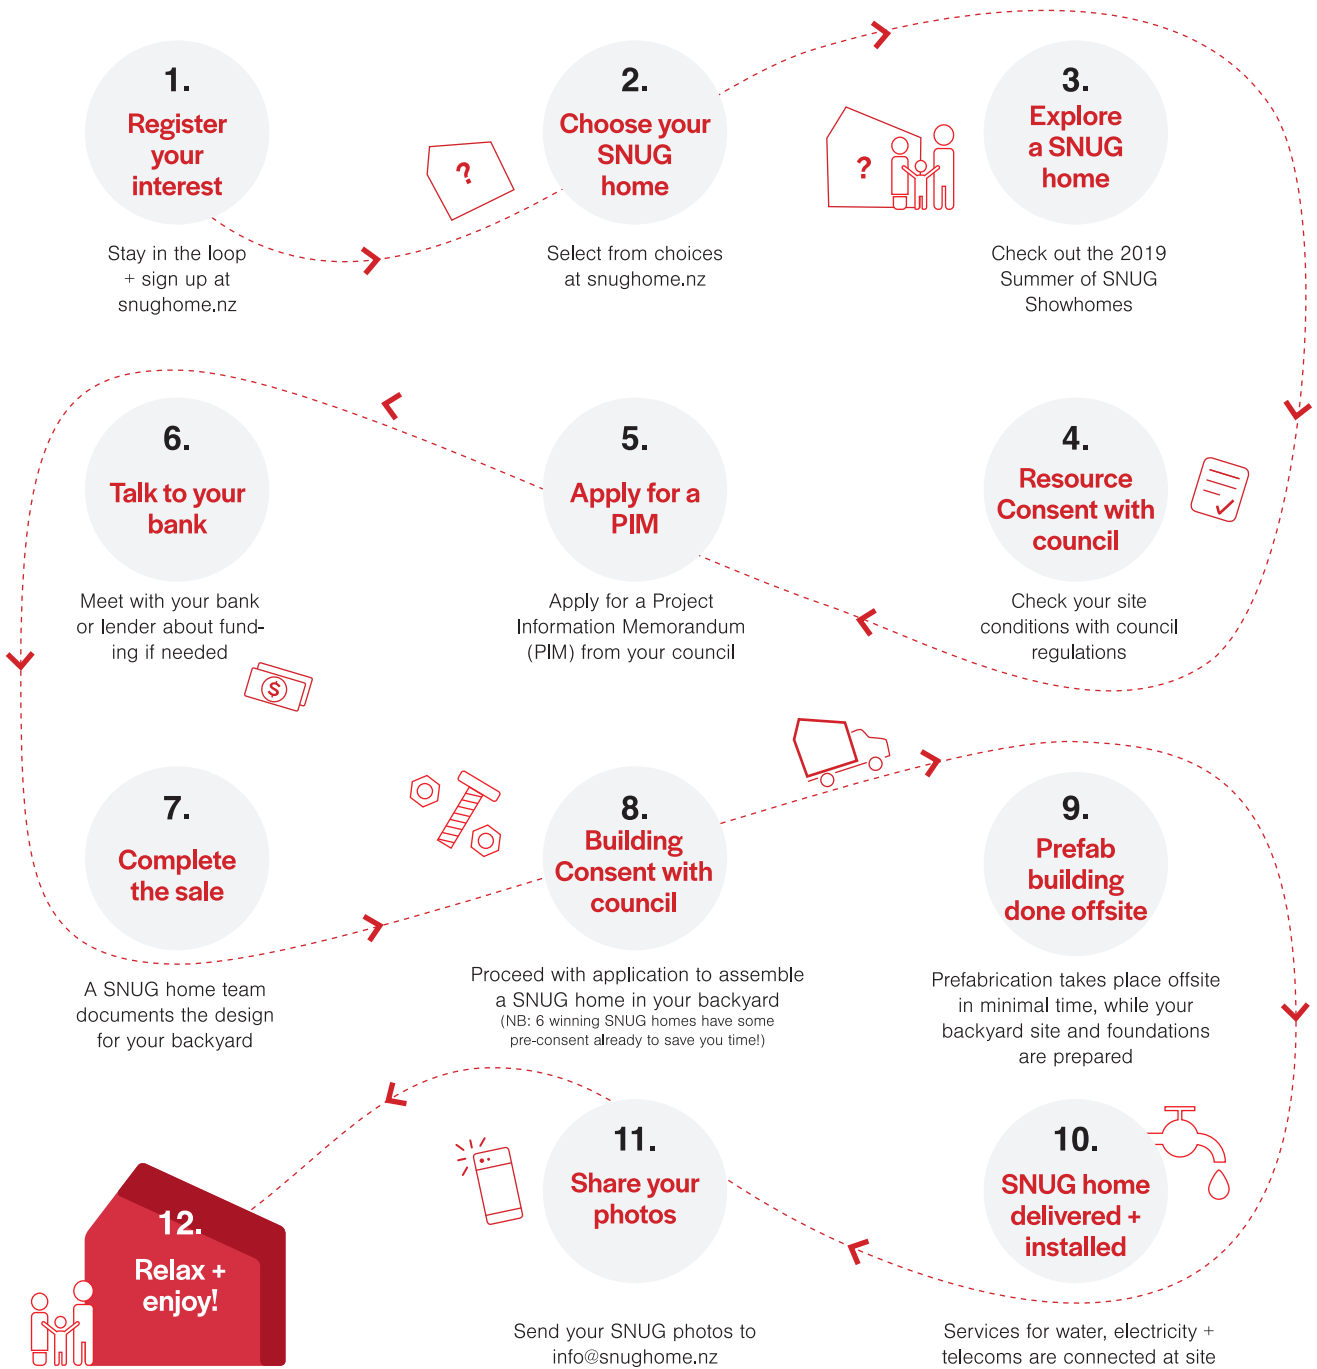 1.
Register
your
interest
Stay in the loop
+ sign up at
snughome.nz
?
2.
Choose your
SNUG
home
Select from choices
at snughome.nz
?
3.
Explore
a SNUG
home
Check out the 2019
Summer of SNUG
Showhomes
4.
Resource
Consent with
council
Check your site
conditions with council
regulations
5.
Apply for a
PIM
Apply for a Project
Information Memorandum
(PIM) from your council
6.
Talk to your
bank
Meet with your bank
or lender about fund-
ing if needed
$
7.
Complete
the sale
A SNUG home team
documents the design
for your backyard
8.
Building
Consent with
council
Proceed with application to assemble
a SNUG home in your backyard
(NB: 6 winning SNUG homes have some
pre-consent already to save you time!)
9.
Prefab
building
done offsite
Prefabrication takes place offsite
in minimal time, while your
backyard site and foundations
are prepared
10.
SNUG home
delivered +
installed
Services for water, electricity +
telecoms are connected at site
11.
Share your
photos
Send your SNUG photos to
info@snughome.nz
12.
Relax +
enjoy!